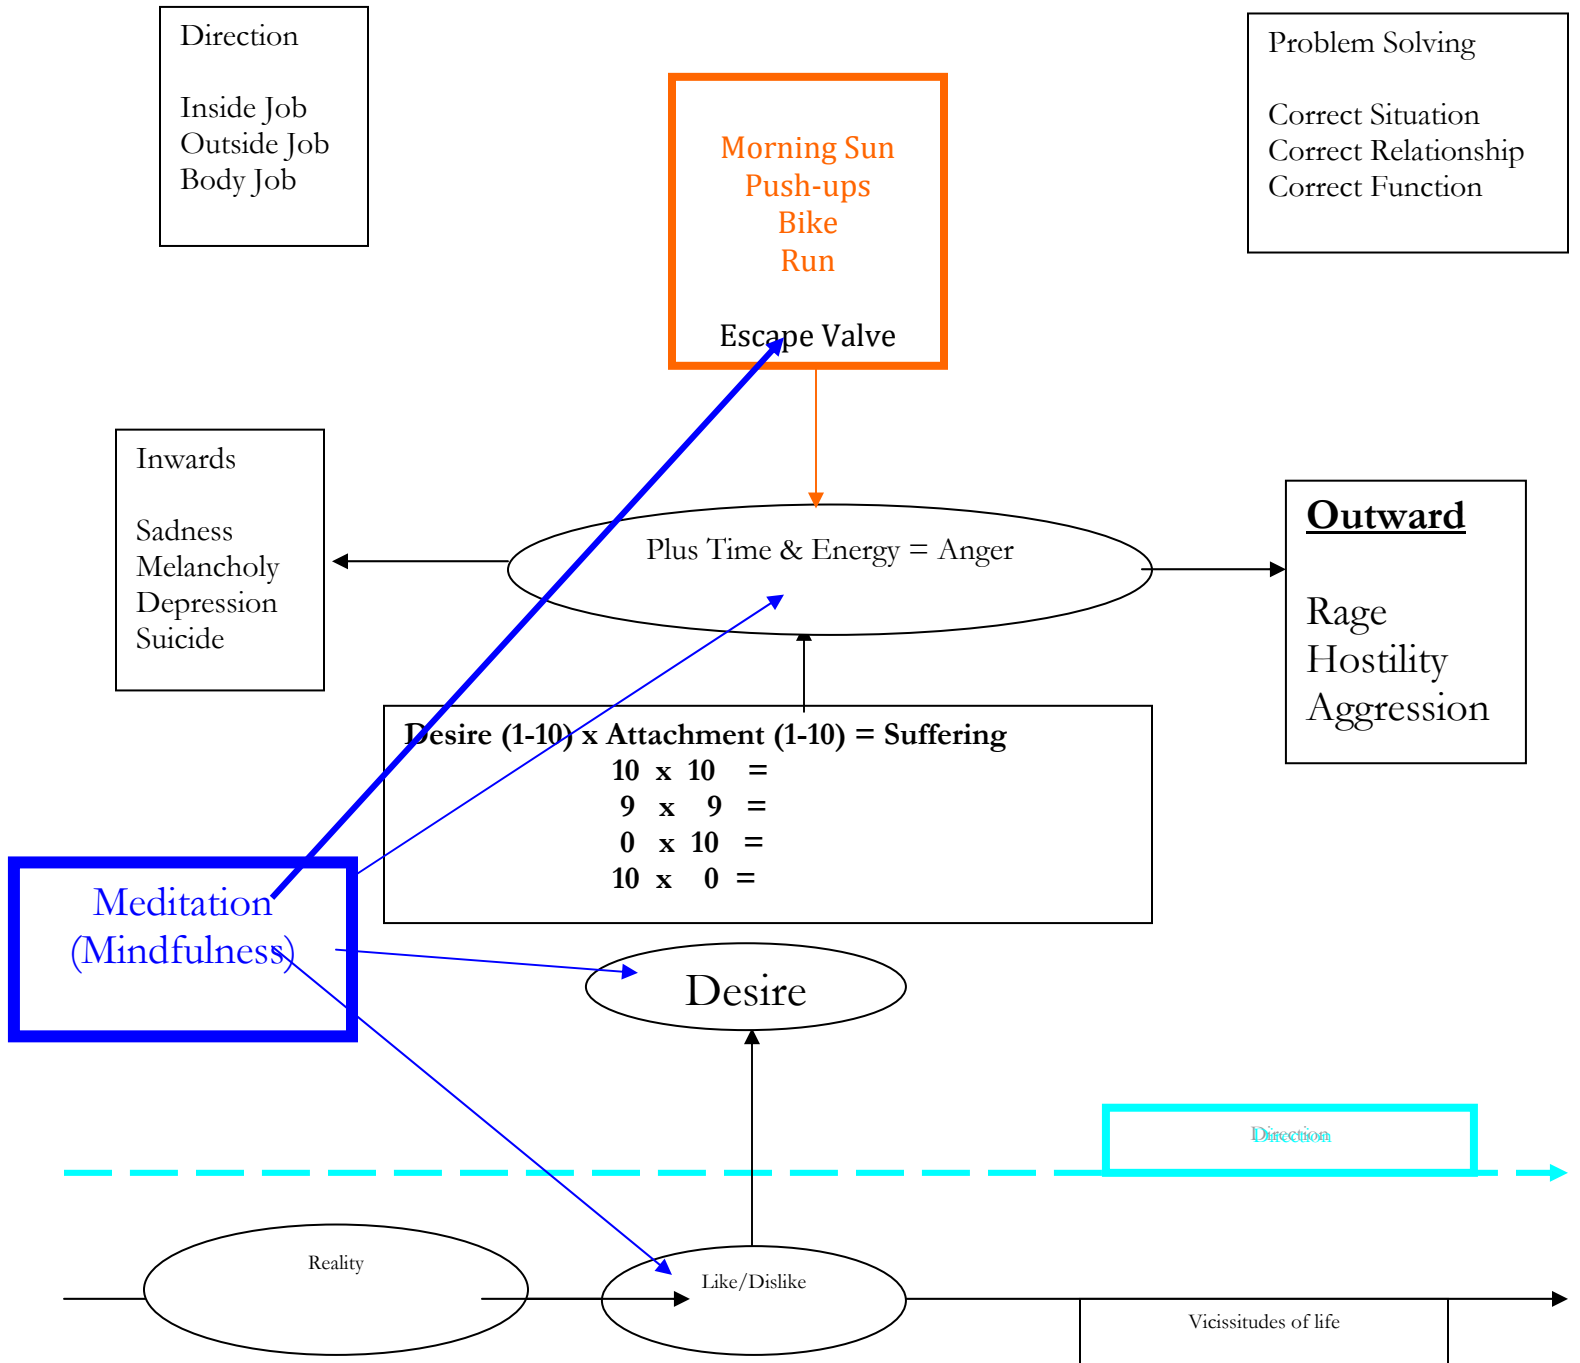 Direction
Inside Job
Outside Job
Body Job
Morning Sun
Push-ups
Bike
Run
Escape Valve
Problem Solving
Correct Situation
Correct Relationship
Correct Function
Inwards
Sadness
Melancholy
Depression
Suicide
Plus Time & Energy = Anger
Outward
Rage
Hostility
Aggression
Desire (1-10) x Attachment (1-10) = Suffering
10 x 10 =
9 x 9 =
0 x 10 =
10 x 0 =
Meditation
(Mindfulness)
Desire
Direction
Reality
Like/Dislike
Vicissitudes of life